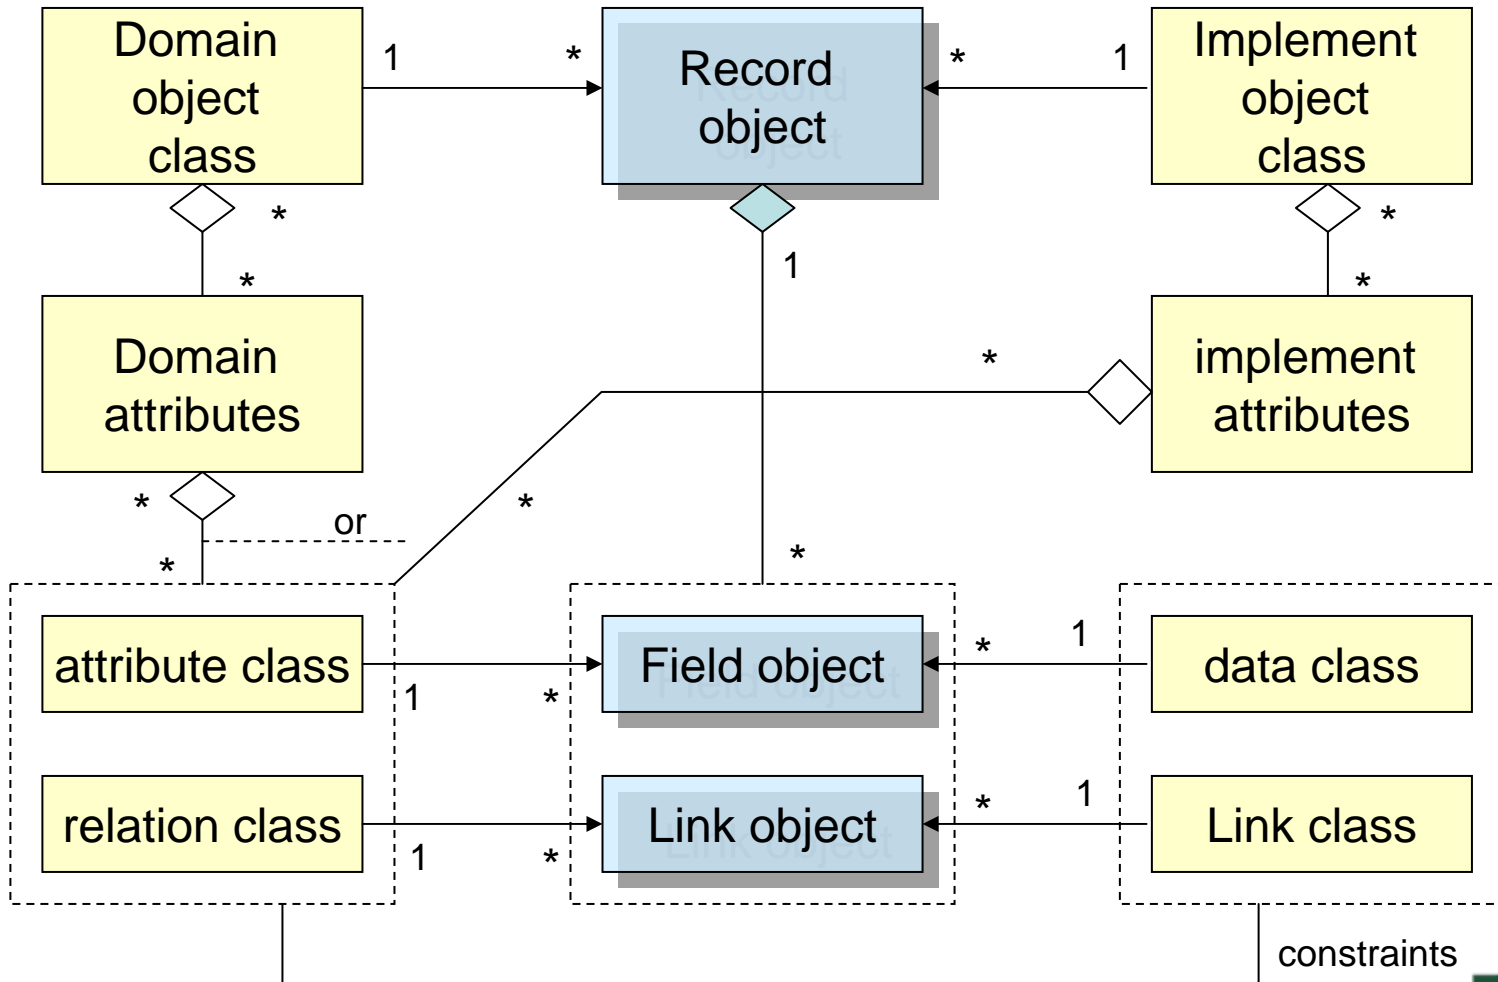 Domain
object
class
1
*
Record
object
*
1
Implement
object
class
*
*
1
*
*
Domain
attributes
*
implement
attributes
*
or
*
*
*
attribute class
1
*
Field object
*
1
data class
relation class
1
*
Link object
*
1
Link class
constraints